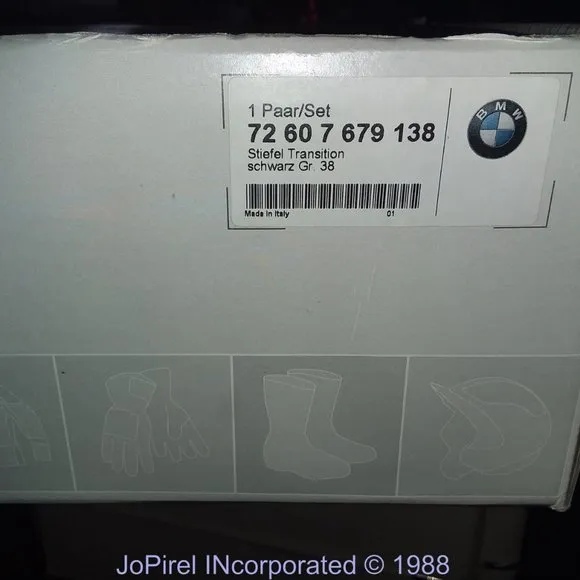 1 Paar/Set
72 60 7 679 138
Stiefel Transition
schwarz Gr. 38
Made in Italy 01
BMW
JoPirel INcorporated © 1988